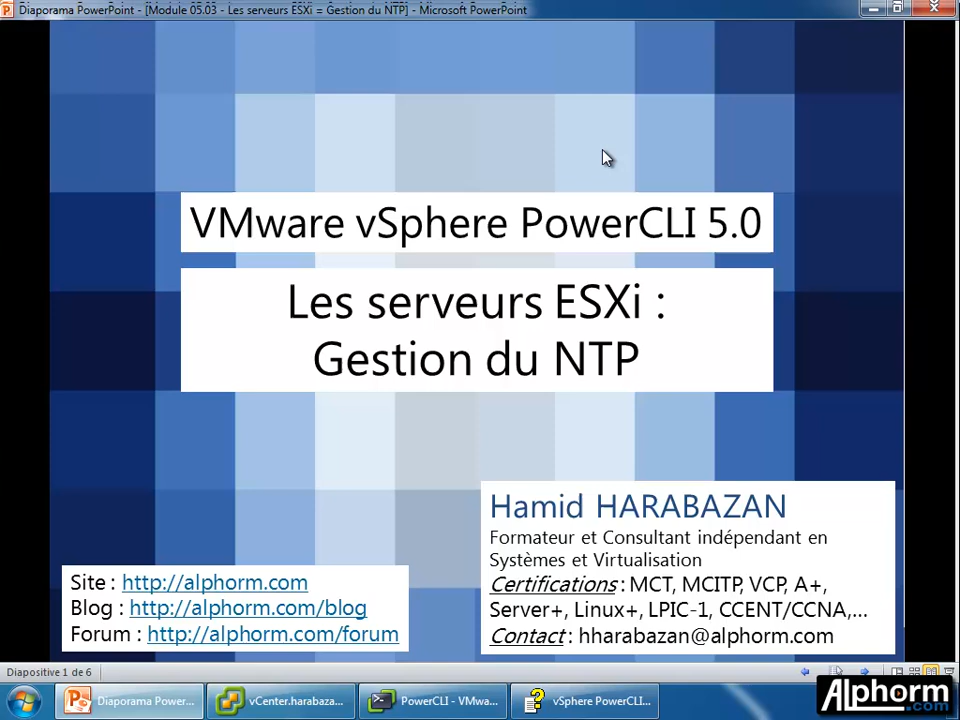 Diaporama PowerPoint - [Module 05.03 - Les serveurs ESXi = Gestion du NTP] - Microsoft PowerPoint
VMware vSphere PowerCLI 5.0
Les serveurs ESXi :
Gestion du NTP
Hamid HARABAZAN
Formateur et Consultant indépendant en
Systèmes et Virtualisation
Certifications : MCT, MCITP, VCP, A+,
Server+, Linux+, LPIC-1, CCENT/CCNA,...
Contact : hharabazan@alphorm.com
Site : http://alphorm.com
Blog : http://alphorm.com/blog
Forum : http://alphorm.com/forum
Diapositive 1 de 6
Diaporama Power...
vCenter.harabaza...
PowerCLI - VMwa...
vSphere PowerCLI...
Alphorm
.com